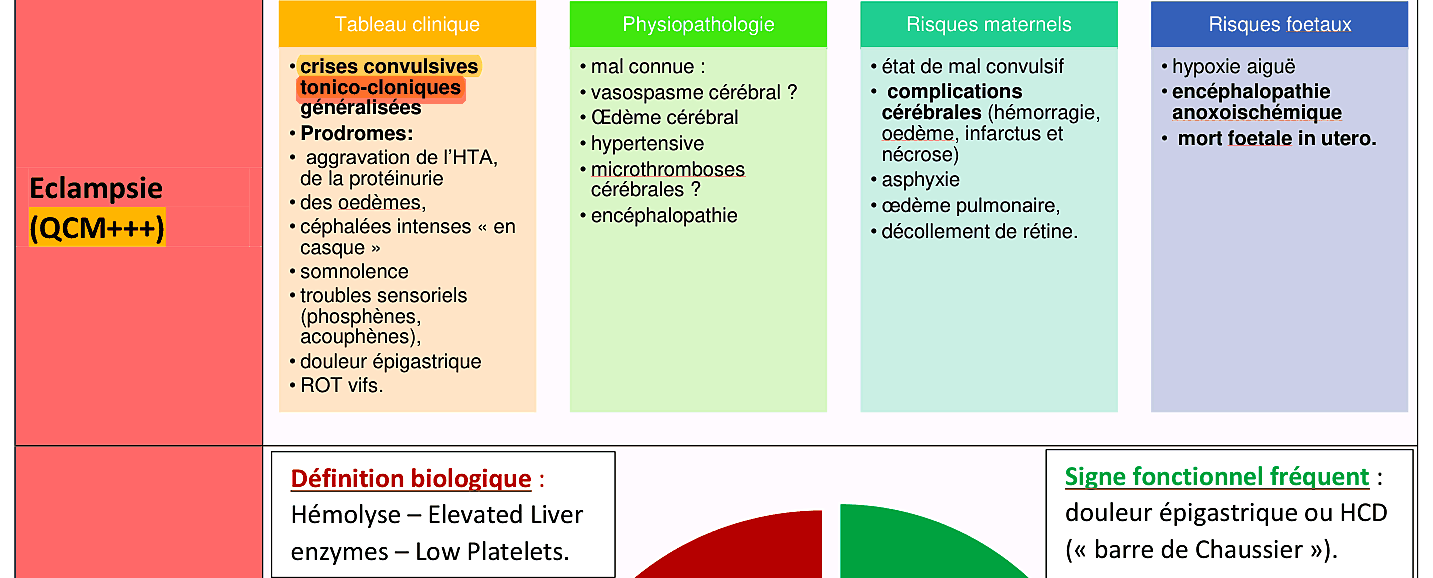 Eclampsie
(QCM+++)
Tableau clinique
• crises convulsives
tonico-cloniques
généralisées
• Prodromes:
• aggravation de l'HTA,
de la protéinurie
• des oedèmes,
• céphalées intenses « en
casque »
• somnolence
• troubles sensoriels
(phosphènes,
acouphènes),
• douleur épigastrique
• ROT vifs.
Physiopathologie
• mal connue :
• vasospasme cérébral ?
• Œdème cérébral
• hypertensive
• microthromboses
cérébrales ?
• encéphalopathie
Risques maternels
• état de mal convulsif
• complications
cérébrales (hémorragie,
oedème, infarctus et
nécrose)
• asphyxie
• œdème pulmonaire,
• décollement de rétine.
Risques foetaux
• hypoxie aiguë
• encéphalopathie
anoxoischémique
• mort foetale in utero.
Définition biologique :
Hémolyse – Elevated Liver
enzymes – Low Platelets.
Signe fonctionnel fréquent :
douleur épigastrique ou HCD
(« barre de Chaussier »).